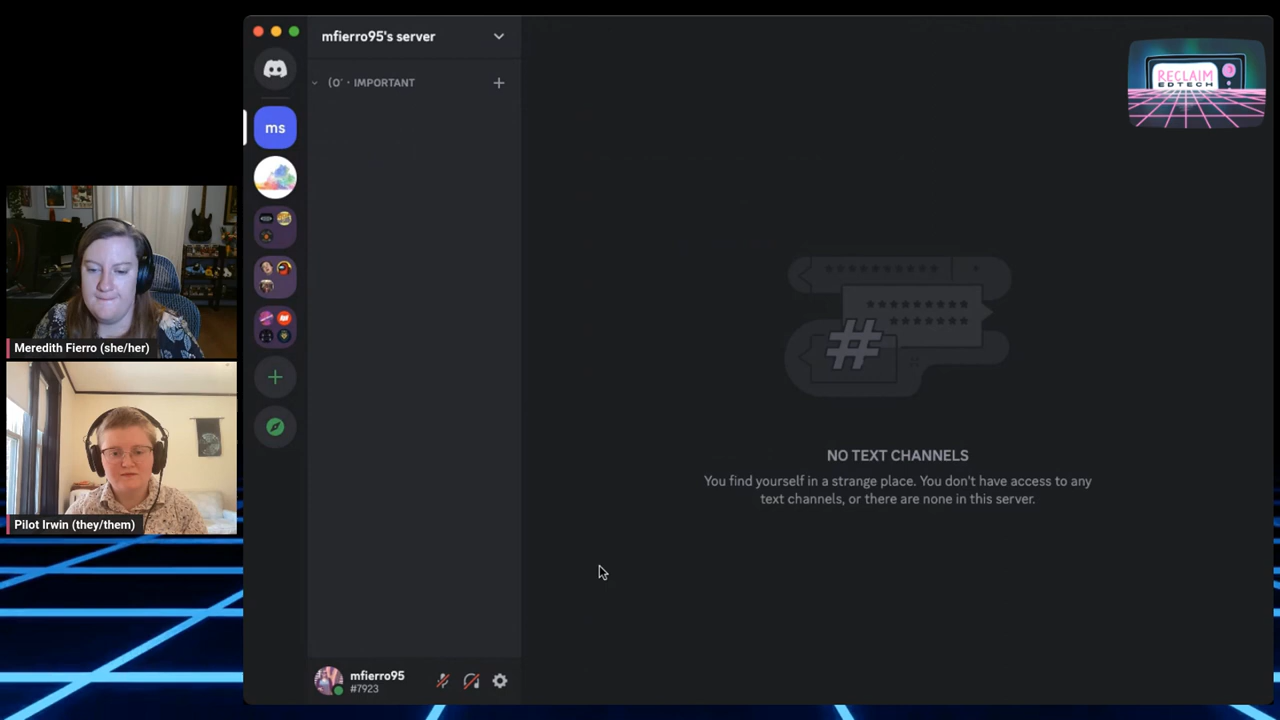 mfierro95's server
IMPORTANT
ms
RECLAIM
EDTECH
Meredith Fierro (she/her)
Pilot Irwin (they/them)
#
NO TEXT CHANNELS
You find yourself in a strange place. You don't have access to any
text channels, or there are none in this server.
mfierro95
#7923